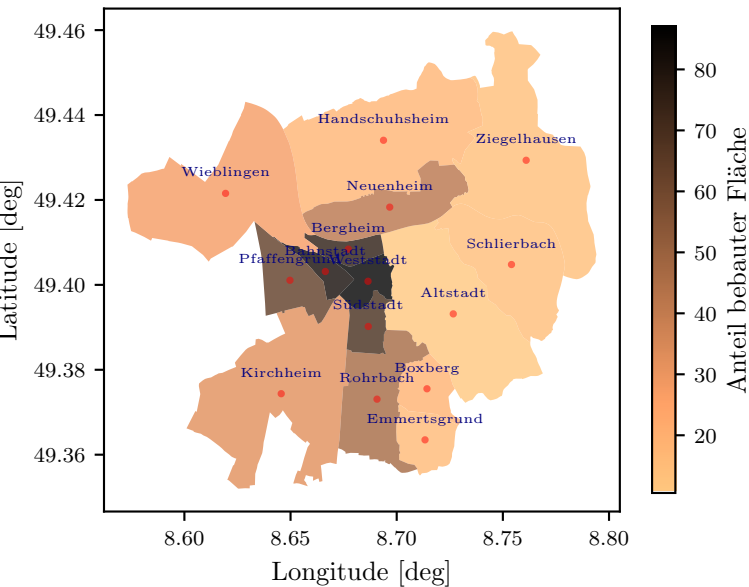 49.46
49.44
49.42
49.40
49.38
49.36
Latitude [deg]
Handschuhsheim
Ziegelhausen
Wieblingen
Neuenheim
Bergheim
Schlierbach
Bahnstadt
Pfaffengrund
Weststadt
Altstadt
Südstadt
Boxberg
Kirchheim
Rohrbach
Emmertsgrund
8.60
8.65
8.70
8.75
8.80
Longitude [deg]
80
70
60
50
40
30
20
Anteil bebauter Fläche